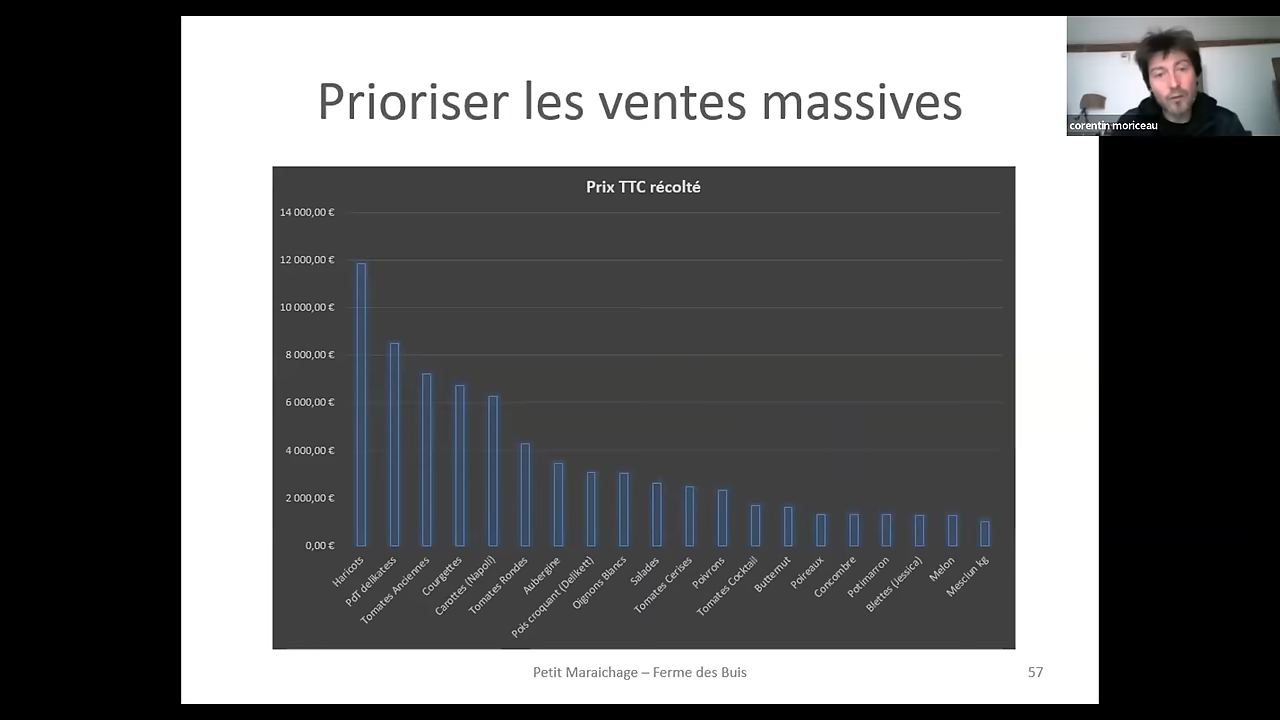 Prioriser les ventes massives
corentin moriceau
Prix TTC récolté
14 000,00 €
12 000,00 €
10 000,00 €
8 000,00 €
6 000,00 €
4 000,00 €
2 000,00 €
0,00 €
Haricots
PdT delikatess
Tomates Anciennes
Courgettes
Carottes (Napoli)
Tomates Rondes
Aubergine
Pois croquant (Delikett)
Oignons Blancs
Salades
Tomates Cerises
Poivrons
Tomates Cocktail
Butternut
Poireaux
Concombre
Potimarron
Blettes (Jessica)
Melon
Mesclun kg
Petit Maraichage – Ferme des Buis
57